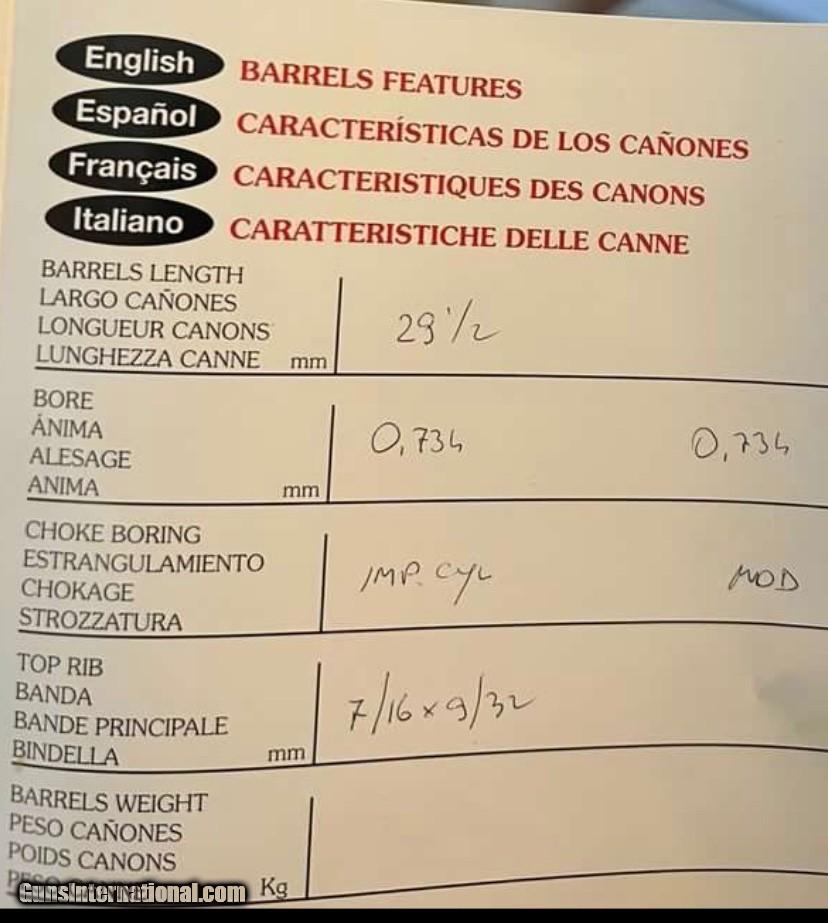 English BARRELS FEATURES
Español CARACTERÍSTICAS DE LOS CAÑONES
Français CARACTERISTIQUES DES CANONS
Italiano CARATTERISTICHE DELLE CANNE
BARRELS LENGTH
LARGO CAÑONES
LONGUEUR CANONS
LUNGHEZZA CANNE mm 29 1/2
BORE
ÁNIMA
ALESAGE
ANIMA mm 0,734 0,734
CHOKE BORING
ESTRANGULAMIENTO
CHOKAGE
STROZZATURA IMP. CYL MOD
TOP RIB
BANDA
BANDE PRINCIPALE
BINDELLA mm 7/16 x 9/32
BARRELS WEIGHT
PESO CAÑONES
POIDS CANONS
Kg
GunsInternational.com